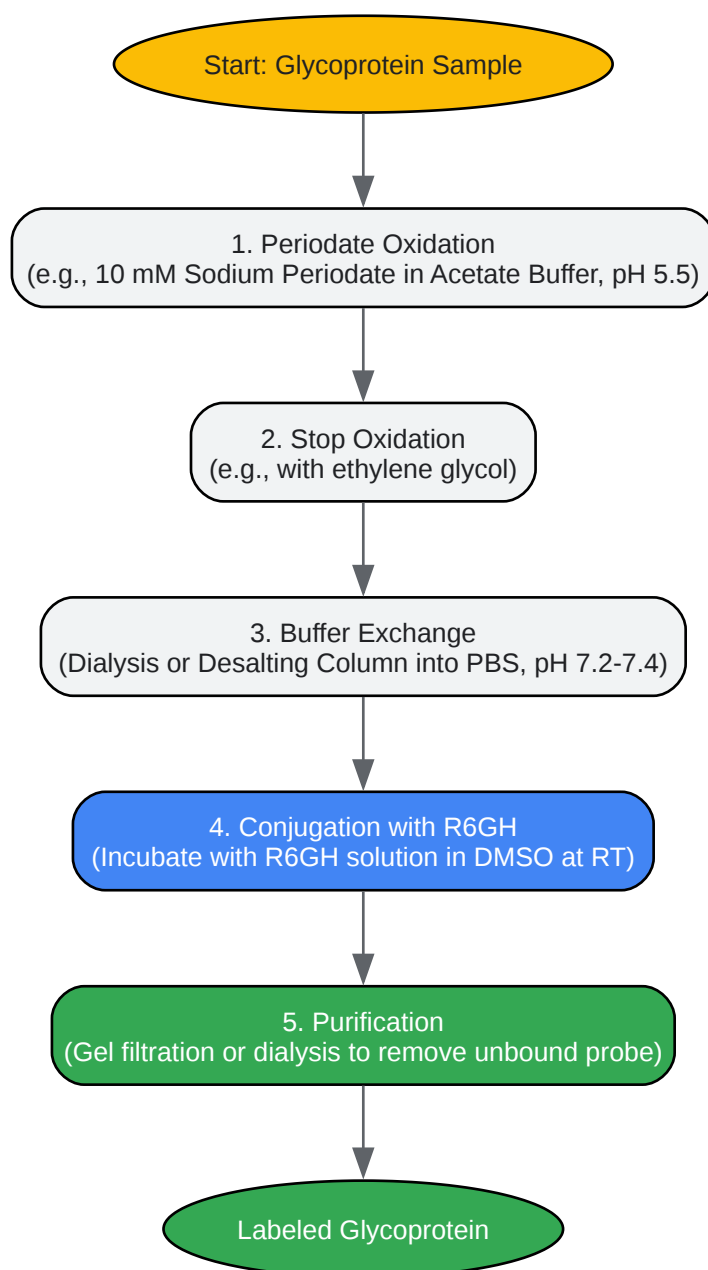 Start: Glycoprotein Sample
1. Periodate Oxidation
(e.g., 10 mM Sodium Periodate in Acetate Buffer, pH 5.5)
2. Stop Oxidation
(e.g., with ethylene glycol)
3. Buffer Exchange
(Dialysis or Desalting Column into PBS, pH 7.2-7.4)
4. Conjugation with R6GH
(Incubate with R6GH solution in DMSO at RT)
5. Purification
(Gel filtration or dialysis to remove unbound probe)
Labeled Glycoprotein